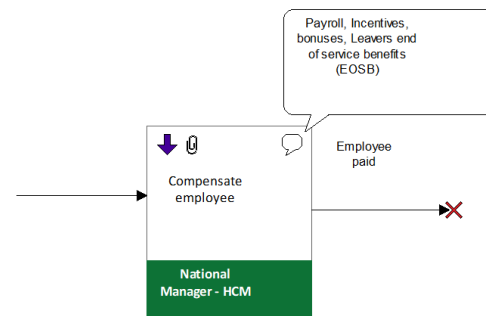 Payroll, Incentives,
bonuses, Leavers end
of service benefits
(EOSB)
Employee
paid
Compensate
employee
National
Manager - HCM